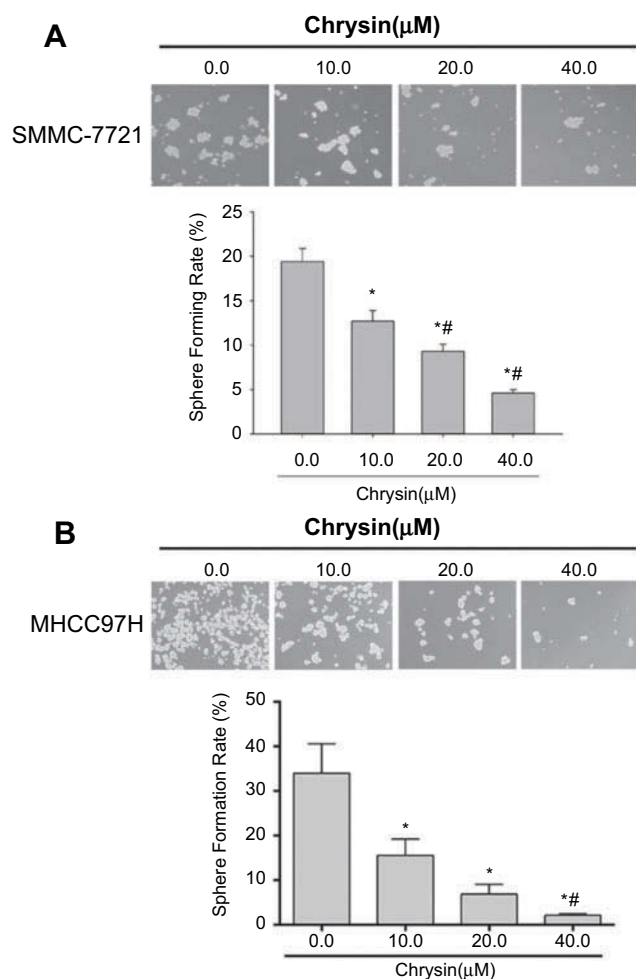 A
Chrysin(μM)
0.0 10.0 20.0 40.0
SMMC-7721
Sphere Forming Rate (%)
25
20
15
10
5
0
*
*#
*#
0.0 10.0 20.0 40.0
Chrysin(μM)
B
Chrysin(μM)
0.0 10.0 20.0 40.0
MHCC97H
Sphere Formation Rate (%)
50
40
30
20
10
0
*
*
*#
0.0 10.0 20.0 40.0
Chrysin(μM)